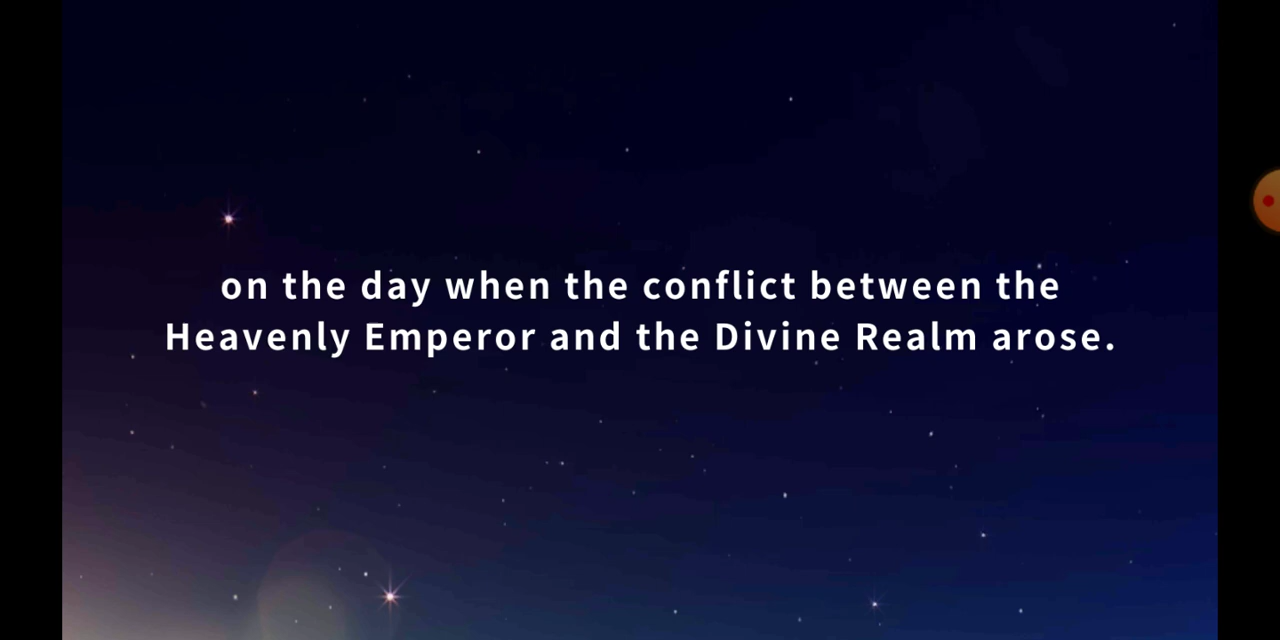 on the day when the conflict between the
Heavenly Emperor and the Divine Realm arose.